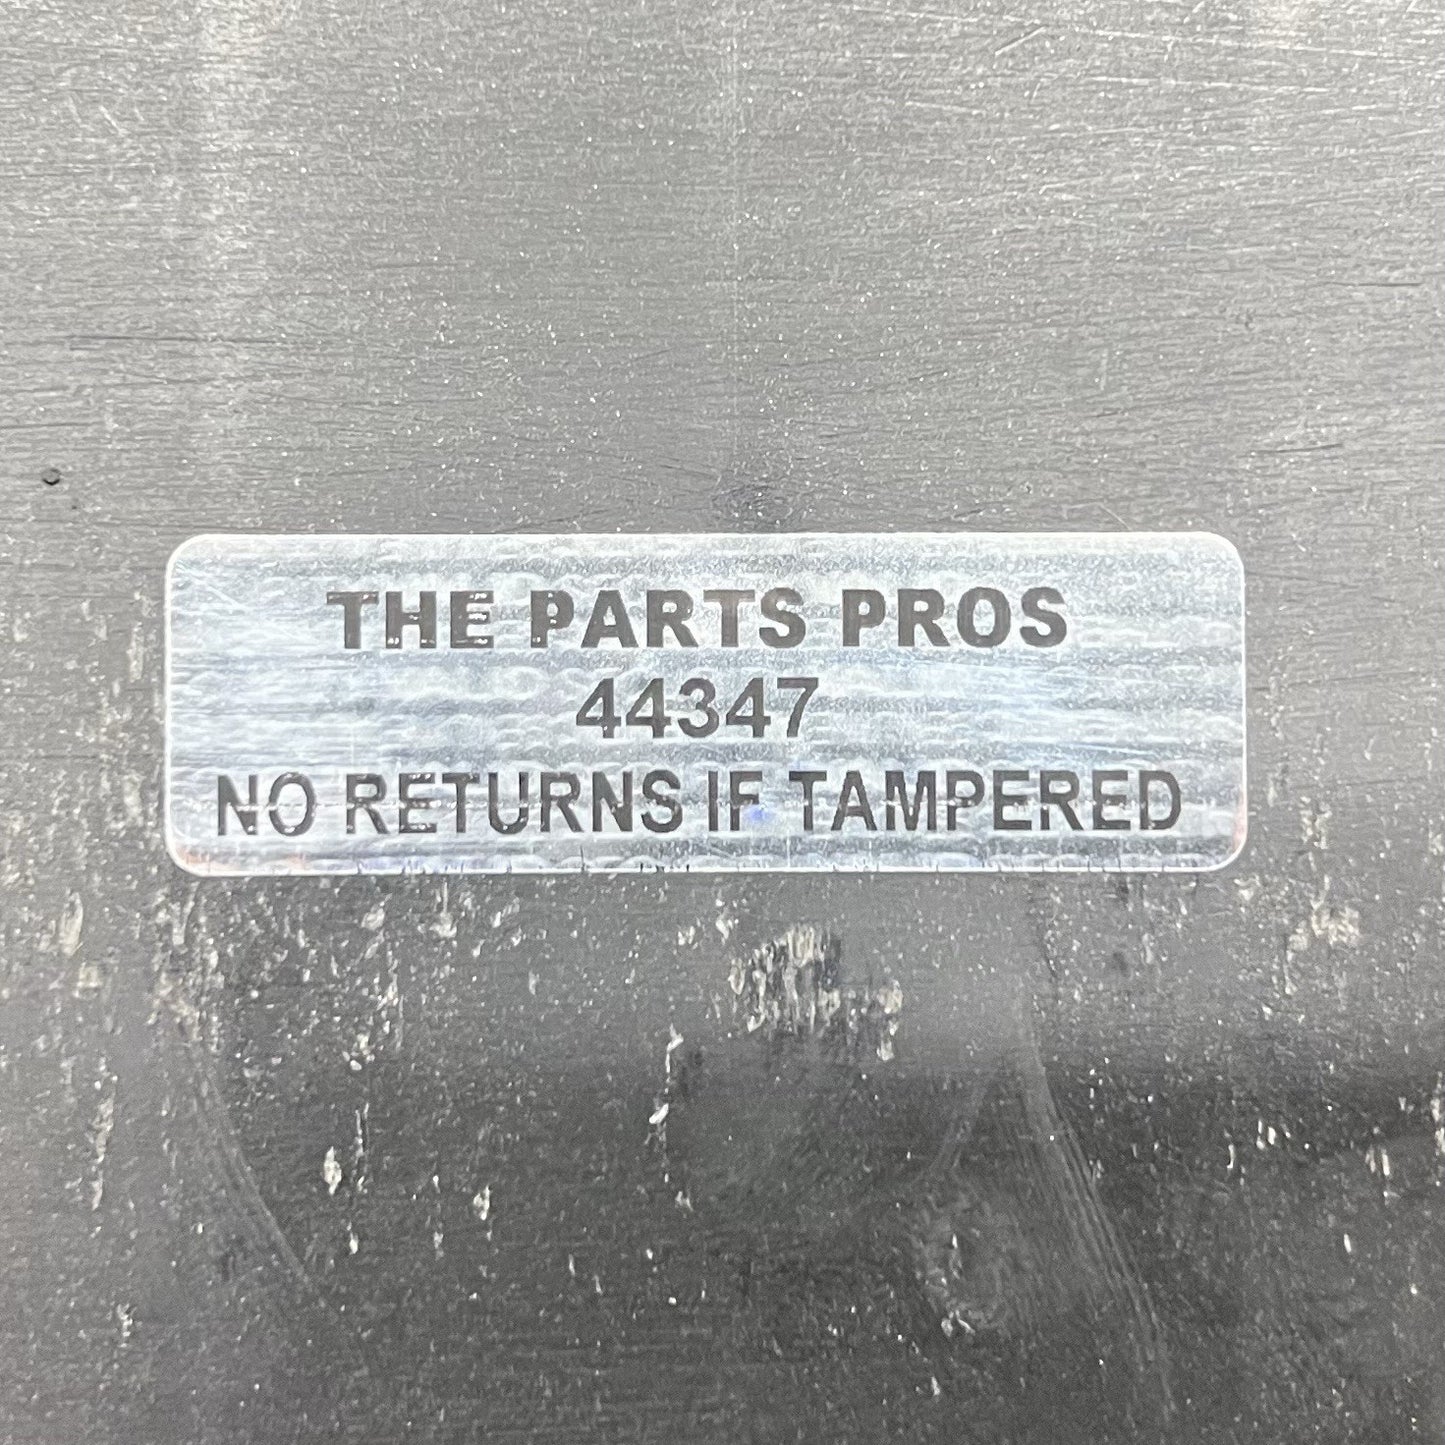 THE PARTS PROS
44347
NO RETURNS IF TAMPERED